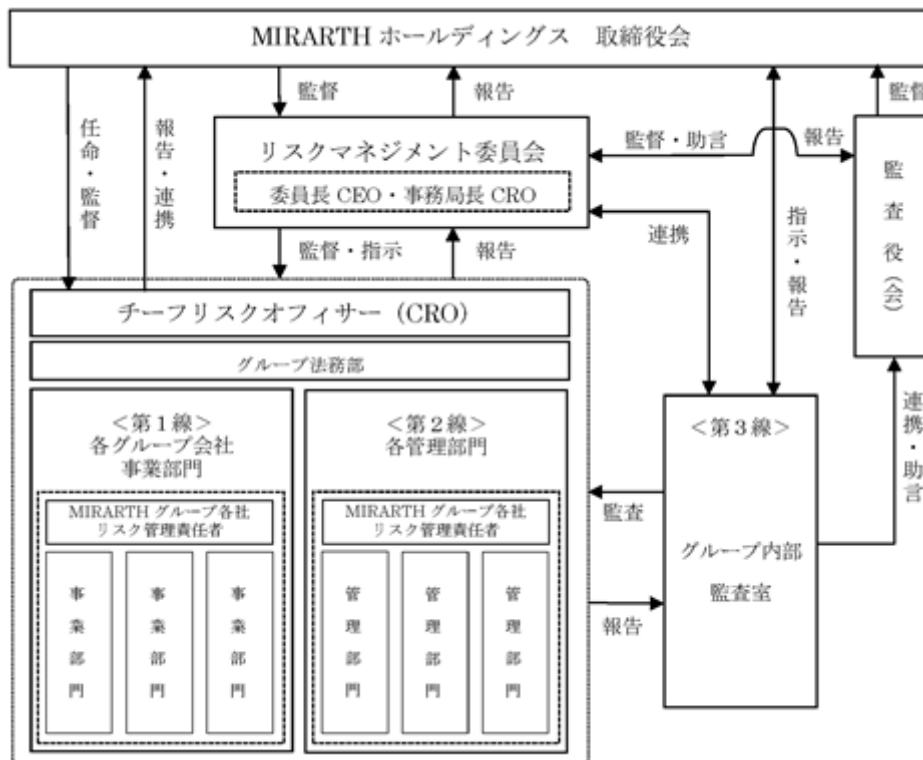 MIRARTH ホールディングス　取締役会
任命・監督
報告・連携
監督
報告
監督
リスクマネジメント委員会
委員長 CEO・事務局長 CRO
監督・助言
報告
監査役（会）
連携
指示・報告
監督・指示
報告
チーフリスクオフィサー（CRO）
グループ法務部
＜第１線＞
各グループ会社
事業部門
MIRARTH グループ各社
リスク管理責任者
事業部門
事業部門
事業部門
＜第２線＞
各管理部門
MIRARTH グループ各社
リスク管理責任者
管理部門
管理部門
管理部門
監査
報告
＜第３線＞
グループ内部
監査室
連携・助言